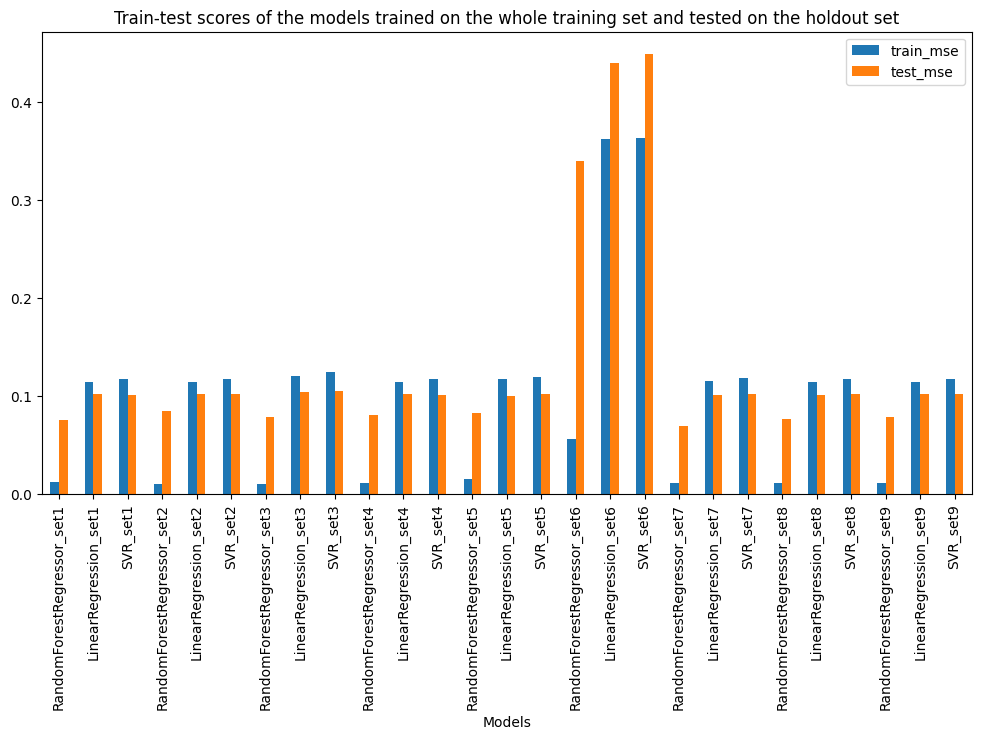 Train-test scores of the models trained on the whole training set and tested on the holdout set
train_mse
test_mse
0.4
0.3
0.2
0.1
0.0
RandomForestRegressor_set1
LinearRegression_set1
SVR_set1
RandomForestRegressor_set2
LinearRegression_set2
SVR_set2
RandomForestRegressor_set3
LinearRegression_set3
SVR_set3
RandomForestRegressor_set4
LinearRegression_set4
SVR_set4
RandomForestRegressor_set5
LinearRegression_set5
SVR_set5
RandomForestRegressor_set6
LinearRegression_set6
SVR_set6
RandomForestRegressor_set7
LinearRegression_set7
SVR_set7
RandomForestRegressor_set8
LinearRegression_set8
SVR_set8
RandomForestRegressor_set9
LinearRegression_set9
SVR_set9
Models